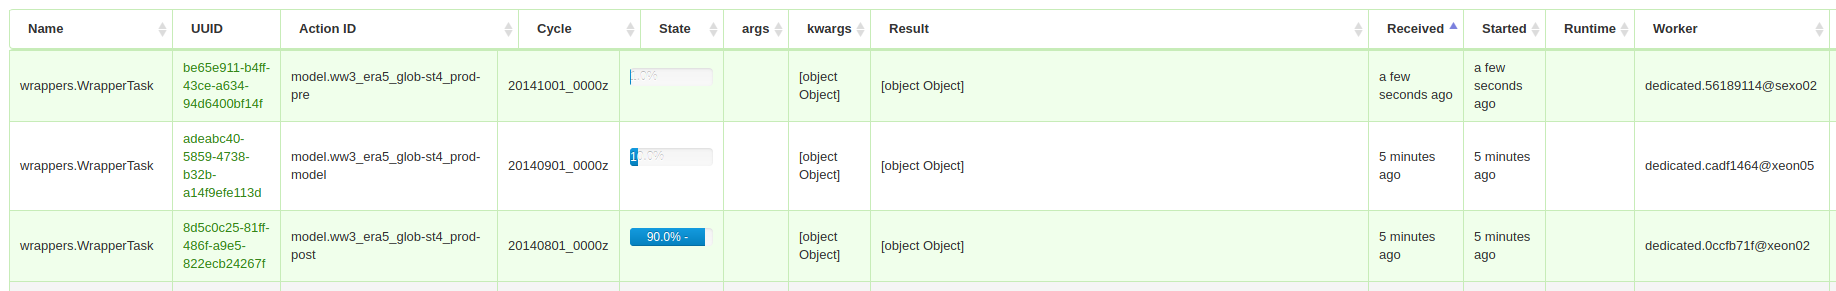 Name UUID Action ID Cycle State args kwargs Result Received Started Runtime Worker
wrappers.WrapperTask
be65e911-b4ff-
43ce-a634-
94d6400bf14f
model.ww3_era5_glob-st4_prod-
pre
20141001_0000z
[object
Object]
[object Object]
a few
seconds ago
a few
seconds
ago
dedicated.56189114@sexo02
wrappers.WrapperTask
adeabc40-
5859-4738-
b32b-
a14f9efe113d
model.ww3_era5_glob-st4_prod-
model
20140901_0000z
10.0%
[object
Object]
[object Object]
5 minutes
ago
5 minutes
ago
dedicated.cadf1464@xeon05
wrappers.WrapperTask
8d5c0c25-81ff-
486f-a9e5-
822ecb24267f
model.ww3_era5_glob-st4_prod-
post
20140801_0000z
90.0% -
[object
Object]
[object Object]
5 minutes
ago
5 minutes
ago
dedicated.0ccfb71f@xeon02